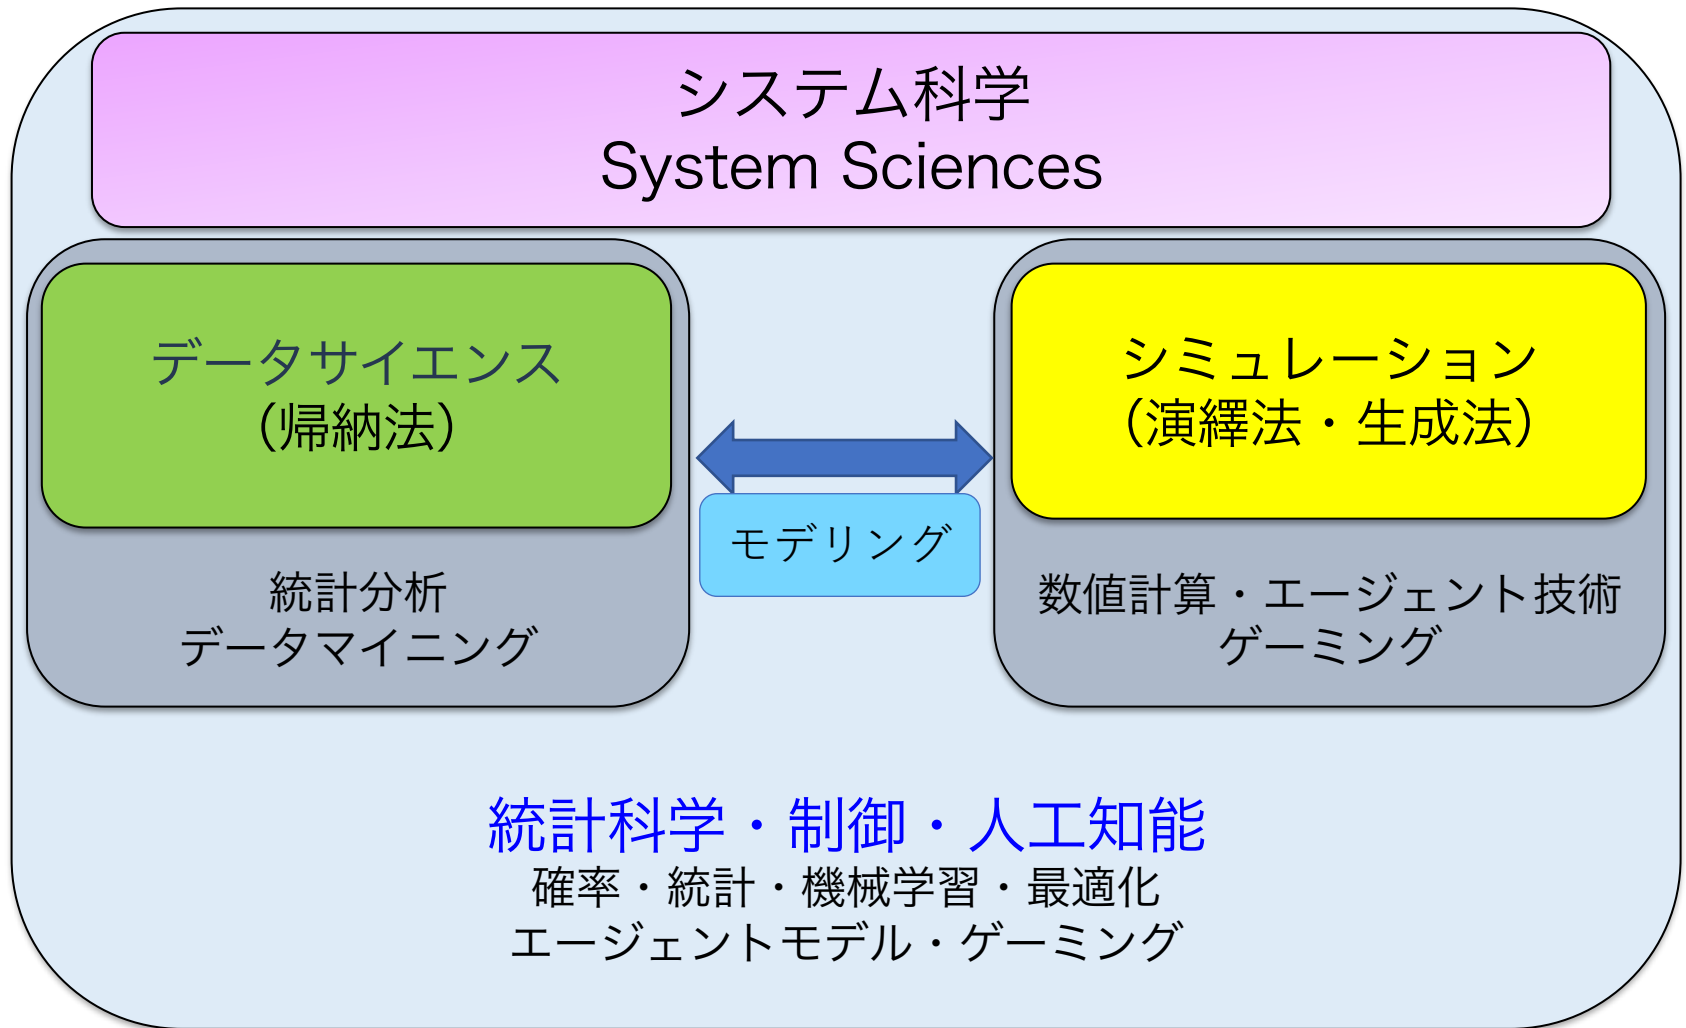 システム科学
System Sciences
データサイエンス
（帰納法）
シミュレーション
（演繹法・生成法）
モデリング
統計分析
データマイニング
数値計算・エージェント技術
ゲーミング
統計科学・制御・人工知能
確率・統計・機械学習・最適化
エージェントモデル・ゲーミング